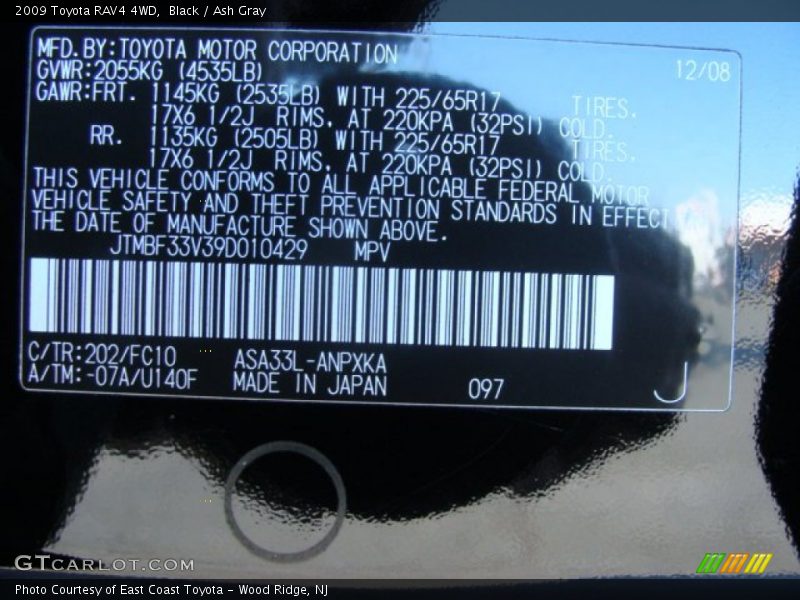 2009 Toyota RAV4 4WD,  Black / Ash Gray
MFD.BY:TOYOTA MOTOR CORPORATION 12/08
GVWR:2055KG (4535LB)
GAWR:FRT. 1145KG (2535LB) WITH 225/65R17 TIRES.
17X6 1/2J RIMS. AT 220KPA (32PSI) COLD.
RR. 1135KG (2505LB) WITH 225/65R17 TIRES.
17X6 1/2J RIMS. AT 220KPA (32PSI) COLD.
THIS VEHICLE CONFORMS TO ALL APPLICABLE FEDERAL MOTOR
VEHICLE SAFETY AND THEFT PREVENTION STANDARDS IN EFFECT
THE DATE OF MANUFACTURE SHOWN ABOVE.
JTMBF33V39D010429 MPV
C/TR:202/FC10 ASA33L-ANPXKA
A/TM:-07A/U140F MADE IN JAPAN 097 J
GTCARLOT.COM
Photo Courtesy of East Coast Toyota - Wood Ridge, NJ